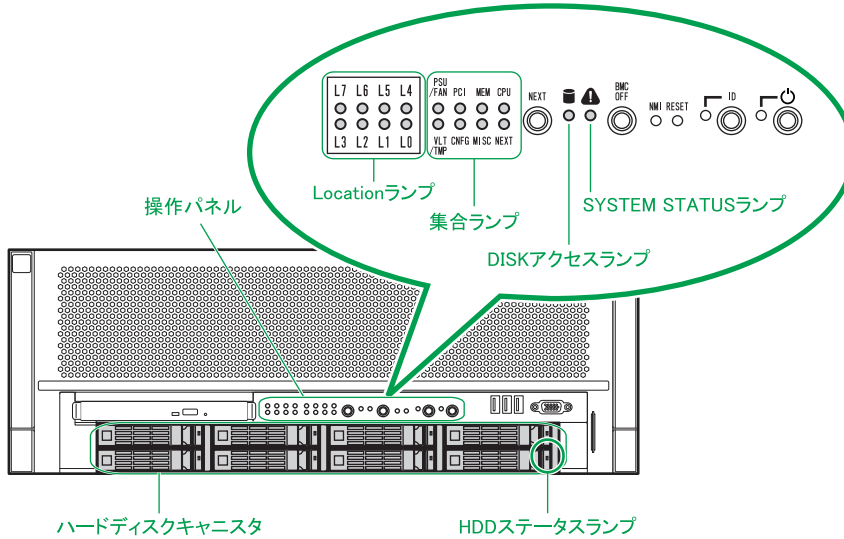 L7 L6 L5 L4
L3 L2 L1 L0
PSU
/FAN PCI MEM CPU
VLT
/TMP CNFG MISC NEXT
NEXT
BMC
OFF
NMI RESET
ID
Locationランプ
集合ランプ
SYSTEM STATUSランプ
DISKアクセスランプ
操作パネル
ハードディスクキャニスタ
HDDステータスランプ